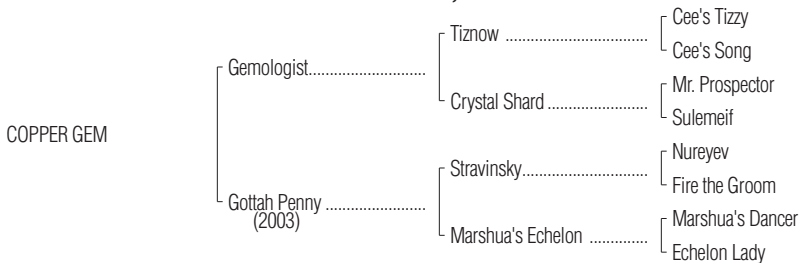 Cee's Tizzy
Tiznow ........................................
Cee's Song
Gemologist...........................
Mr. Prospector
Crystal Shard ............................
Sulemeif
COPPER GEM
Nureyev
Stravinsky...................................
Fire the Groom
Gottah Penny ...........................
(2003)
Marshua's Dancer
Marshua's Echelon .................
Echelon Lady